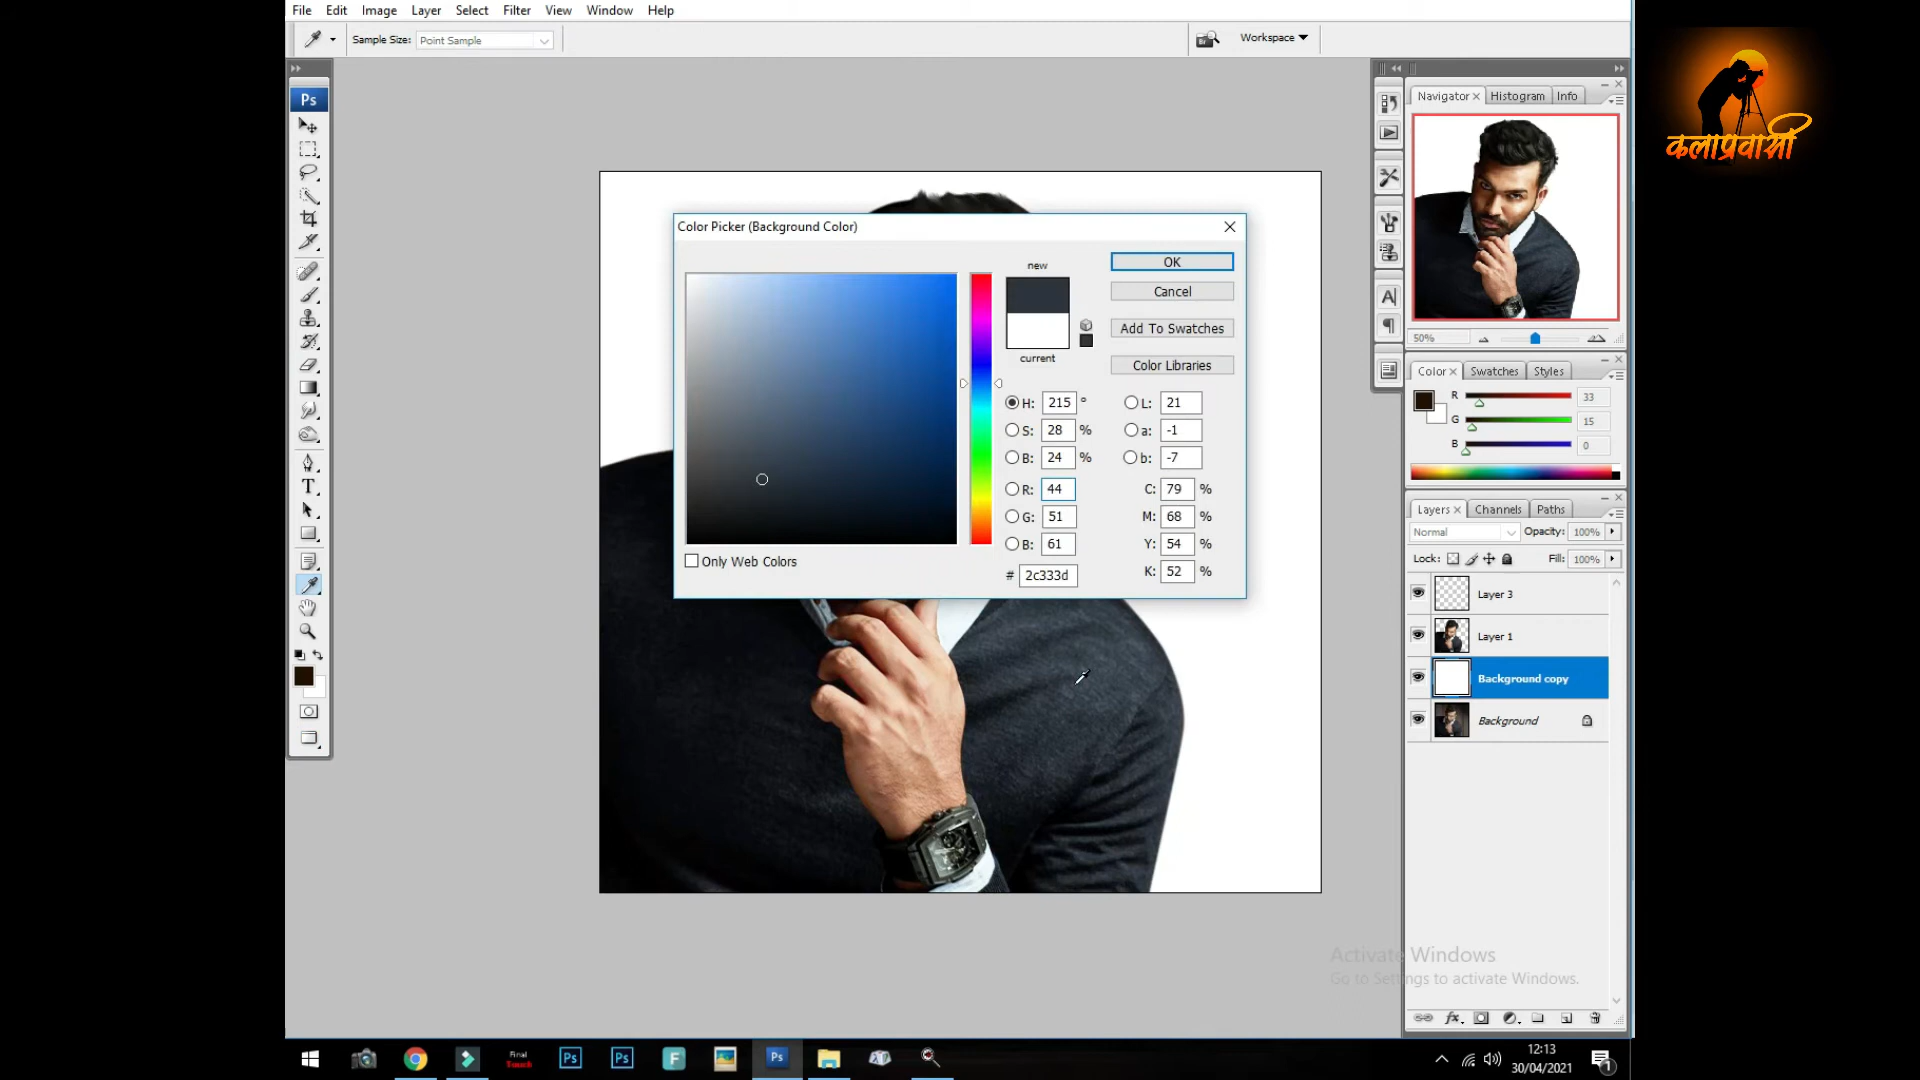 File Edit Image Layer Select Filter View Window Help
Sample Size: Point Sample
Workspace
Ps
कलाप्रवासी
Navigator Histogram Info
50%
Color Swatches Styles
R 33
G 15
B 0
Layers Channels Paths
Normal Opacity: 100%
Lock: Fill: 100%
Layer 3
Layer 1
Background copy
Background
Color Picker (Background Color)
new
current
OK
Cancel
Add To Swatches
Color Libraries
H: 215 °
S: 28 %
B: 24 %
R: 44
G: 51
B: 61
# 2c333d
L: 21
a: -1
b: -7
C: 79 %
M: 68 %
Y: 54 %
K: 52 %
Only Web Colors
Activate Windows
Go to Settings to activate Windows.
Final
Touch
Ps
Ps
F
Ps
12:13
30/04/2021
1